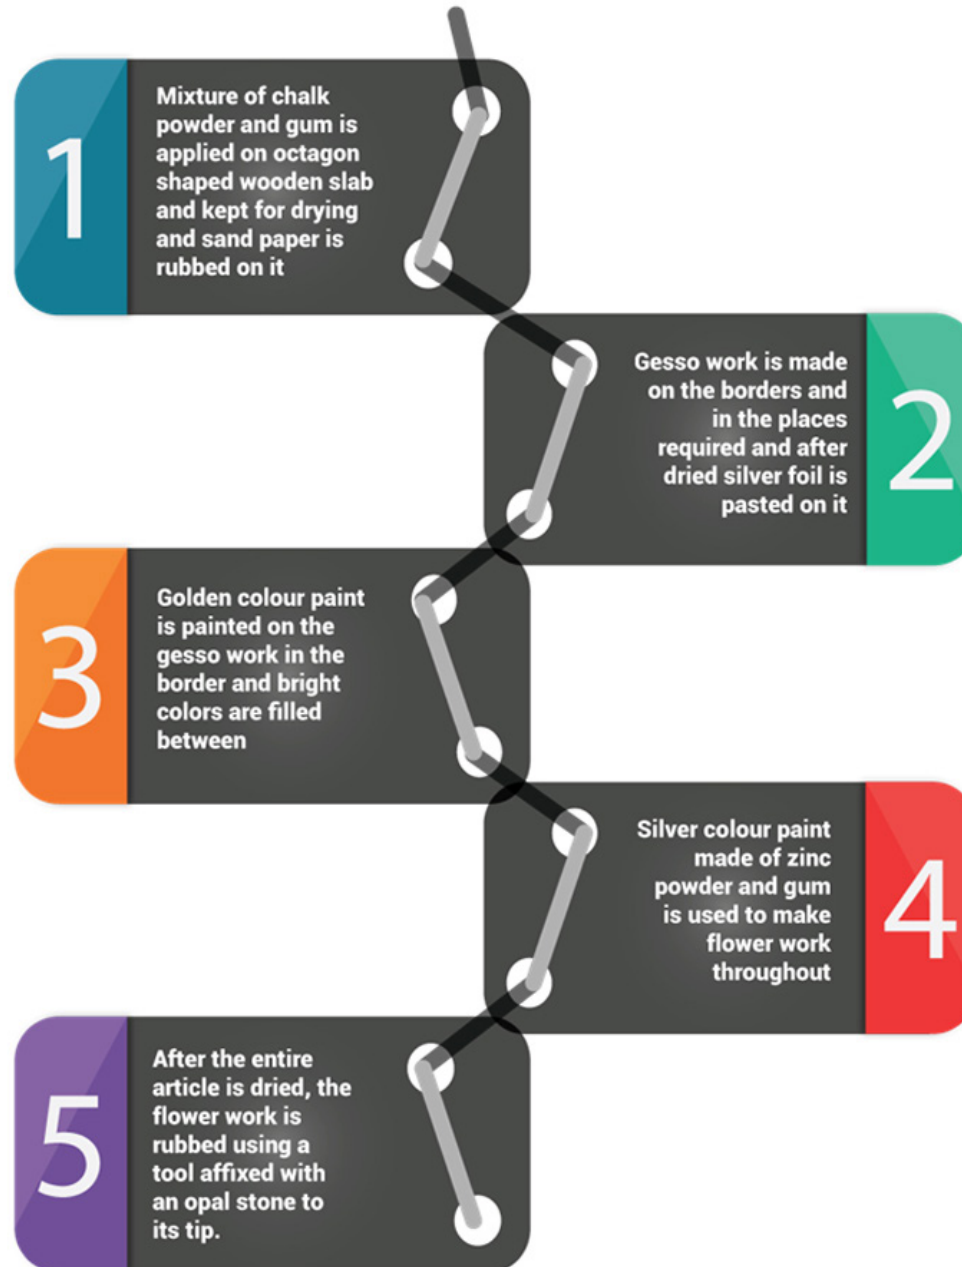 1
Mixture of chalk
powder and gum is
applied on octagon
shaped wooden slab
and kept for drying
and sand paper is
rubbed on it
2
Gesso work is made
on the borders and
in the places
required and after
dried silver foil is
pasted on it
3
Golden colour paint
is painted on the
gesso work in the
border and bright
colors are filled
between
4
Silver colour paint
made of zinc
powder and gum
is used to make
flower work
throughout
5
After the entire
article is dried, the
flower work is
rubbed using a
tool affixed with
an opal stone to
its tip.